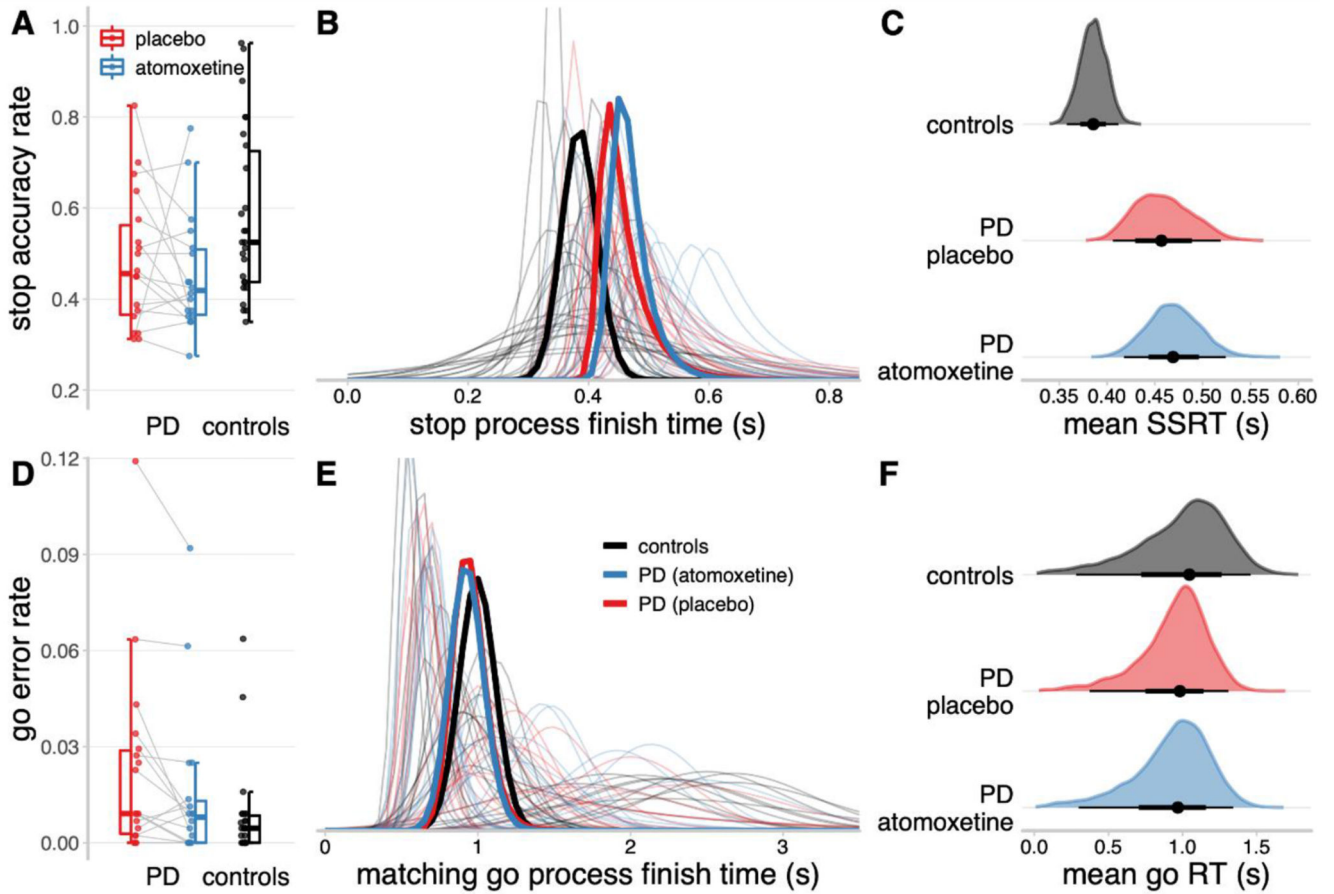 A
1.0
0.8
0.6
0.4
0.2
stop accuracy rate
placebo
atomoxetine
PD controls
B
0.0 0.2 0.4 0.6 0.8
stop process finish time (s)
C
controls
PD
placebo
PD
atomoxetine
0.35 0.40 0.45 0.50 0.55 0.60
mean SSRT (s)
D
0.12
0.09
0.06
0.03
0.00
go error rate
PD controls
E
controls
PD (atomoxetine)
PD (placebo)
0 1 2 3
matching go process finish time (s)
F
controls
PD
placebo
PD
atomoxetine
0.0 0.5 1.0 1.5
mean go RT (s)